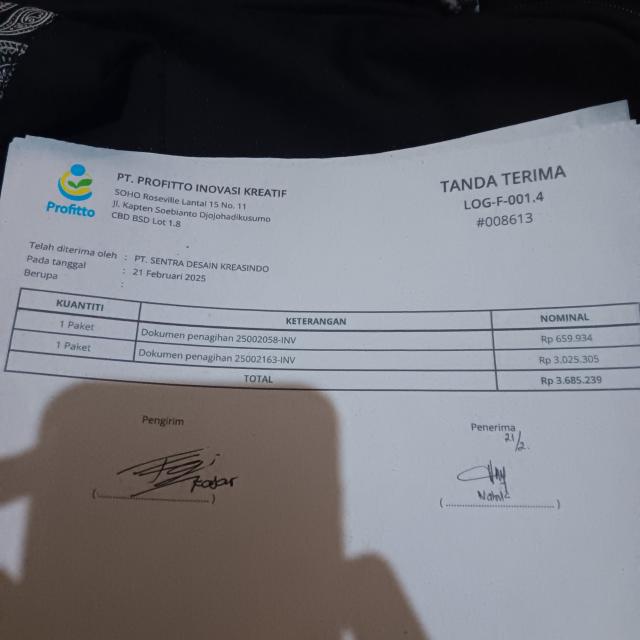 Profitto
PT. PROFITTO INOVASI KREATIF
SOHO Roseville Lantai 15 No. 11
Jl. Kapten Soebianto Djojohadikusumo
CBD BSD Lot 1.8
TANDA TERIMA
LOG-F-001.4
#008613
Telah diterima oleh : PT. SENTRA DESAIN KREASINDO
Pada tanggal : 21 Februari 2025
Berupa :
KUANTITI KETERANGAN NOMINAL
1 Paket Dokumen penagihan 25002058-INV Rp 659.934
1 Paket Dokumen penagihan 25002163-INV Rp 3.025.305
TOTAL Rp 3.685.239
Pengirim Penerima
21/2.
(........................................) (........................................)